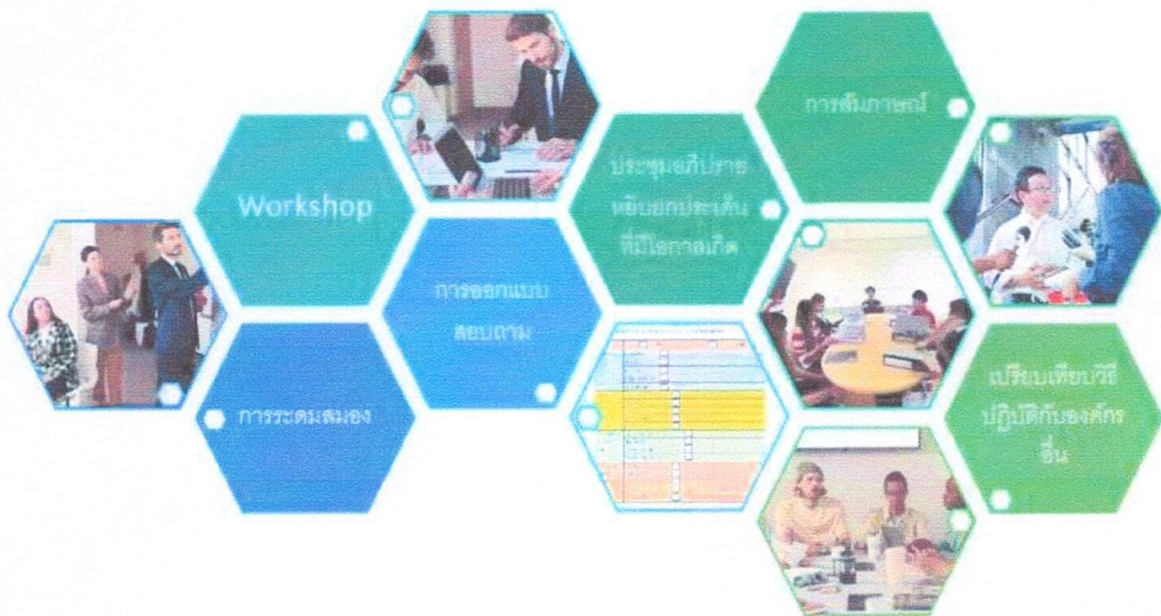 Workshop
การระดมสมอง
การออกแบบ
สอบถาม
ประชุมอภิปราย
หยิบยกประเด็น
ที่มีโอกาสเกิด
การสัมภาษณ์
เปรียบเทียบวิธี
ปฏิบัติกับองค์กร
อื่น